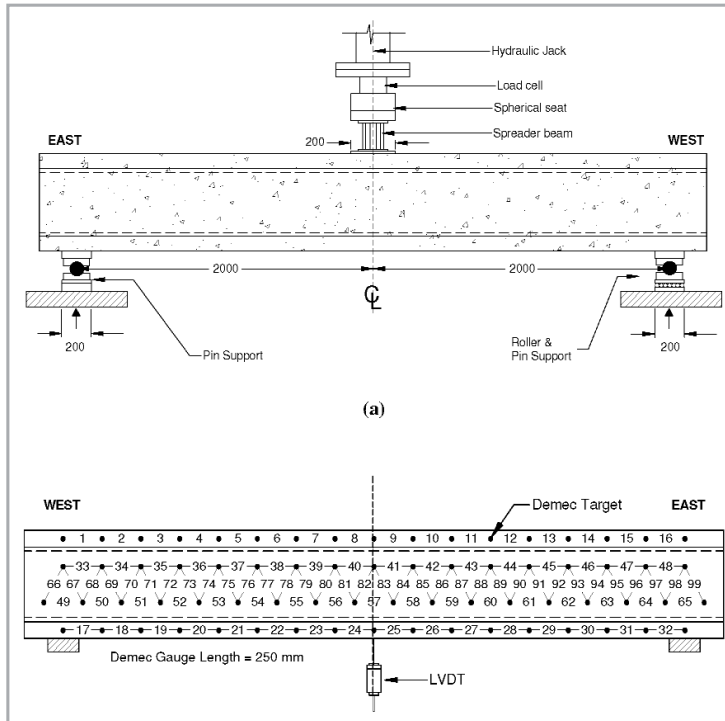 Hydraulic Jack
Load cell
Spherical seat
Spreader beam
200
EAST
WEST
2000
2000
CL
200
Pin Support
Roller &
Pin Support
200
(a)
WEST
EAST
Demec Target
1 2 3 4 5 6 7 8 9 10 11 12 13 14 15 16
33 34 35 36 37 38 39 40 41 42 43 44 45 46 47 48
66 67 68 69 70 71 72 73 74 75 76 77 78 79 80 81 82 83 84 85 86 87 88 89 90 91 92 93 94 95 96 97 98 99
49 50 51 52 53 54 55 56 57 58 59 60 61 62 63 64 65
17 18 19 20 21 22 23 24 25 26 27 28 29 30 31 32
Demec Gauge Length = 250 mm
LVDT